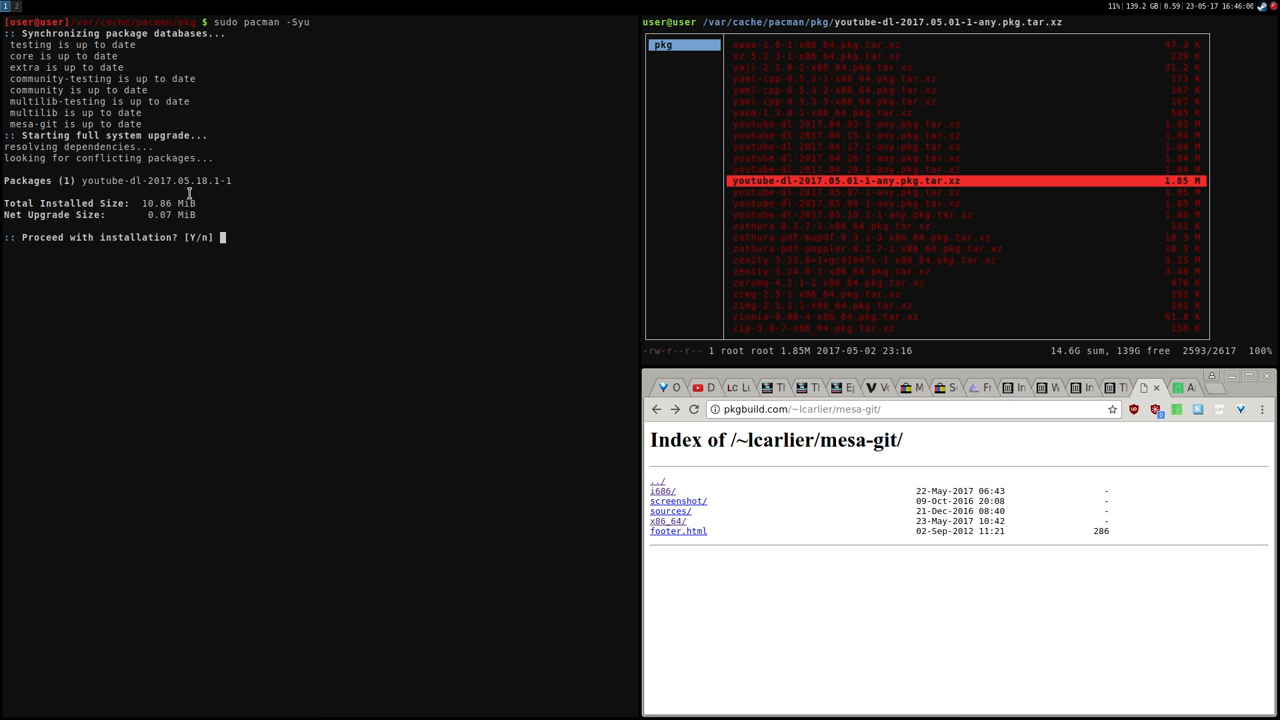 1 2
11%| 139.2 GB| 0.59| 23-05-17 16:46:00
[user@user]/var/cache/pacman/pkg $ sudo pacman -Syu
:: Synchronizing package databases...
testing is up to date
core is up to date
extra is up to date
community-testing is up to date
community is up to date
multilib-testing is up to date
multilib is up to date
mesa-git is up to date
:: Starting full system upgrade...
resolving dependencies...
looking for conflicting packages...
Packages (1) youtube-dl-2017.05.18.1-1
Total Installed Size: 10.86 MiB
Net Upgrade Size: 0.07 MiB
:: Proceed with installation? [Y/n]
user@user /var/cache/pacman/pkg/youtube-dl-2017.05.01-1-any.pkg.tar.xz
pkg
xwax-1.6-1-x86_64.pkg.tar.xz 47.3 K
xz-5.2.3-1-x86_64.pkg.tar.xz 229 K
yajl-2.1.0-1-x86_64.pkg.tar.xz 31.2 K
yaml-cpp-0.5.3-1-x86_64.pkg.tar.xz 173 K
yaml-cpp-0.5.3-2-x86_64.pkg.tar.xz 167 K
yaml-cpp-0.5.3-3-x86_64.pkg.tar.xz 167 K
yasm-1.3.0-1-x86_64.pkg.tar.xz 505 K
youtube-dl-2017.04.03-1-any.pkg.tar.xz 1.82 M
youtube-dl-2017.04.15-1-any.pkg.tar.xz 1.84 M
youtube-dl-2017.04.17-1-any.pkg.tar.xz 1.84 M
youtube-dl-2017.04.26-1-any.pkg.tar.xz 1.84 M
youtube-dl-2017.04.28-1-any.pkg.tar.xz 1.84 M
youtube-dl-2017.05.01-1-any.pkg.tar.xz 1.85 M
youtube-dl-2017.05.07-1-any.pkg.tar.xz 1.85 M
youtube-dl-2017.05.09-1-any.pkg.tar.xz 1.85 M
youtube-dl-2017.05.18.1-1-any.pkg.tar.xz 1.86 M
zathura-0.3.7-1-x86_64.pkg.tar.xz 131 K
zathura-pdf-mupdf-0.3.1-3-x86_64.pkg.tar.xz 18.3 M
zathura-pdf-poppler-0.2.7-1-x86_64.pkg.tar.xz 10.3 K
zenity-3.22.0+1+gcd1647c-1-x86_64.pkg.tar.xz 3.25 M
zenity-3.24.0-1-x86_64.pkg.tar.xz 3.49 M
zeromq-4.2.1-1-x86_64.pkg.tar.xz 476 K
zimg-2.5-1-x86_64.pkg.tar.xz 191 K
zimg-2.5.1-1-x86_64.pkg.tar.xz 191 K
zinnia-0.06-4-x86_64.pkg.tar.xz 61.8 K
zip-3.0-7-x86_64.pkg.tar.xz 156 K
-rw-r--r-- 1 root root 1.85M 2017-05-02 23:16 14.6G sum, 139G free 2593/2617 100%
pkgbuild.com/~lcarlier/mesa-git/
Index of /~lcarlier/mesa-git/
../
i686/ 22-May-2017 06:43 -
screenshot/ 09-Oct-2016 20:08 -
sources/ 21-Dec-2016 08:40 -
x86_64/ 23-May-2017 10:42 -
footer.html 02-Sep-2012 11:21 286